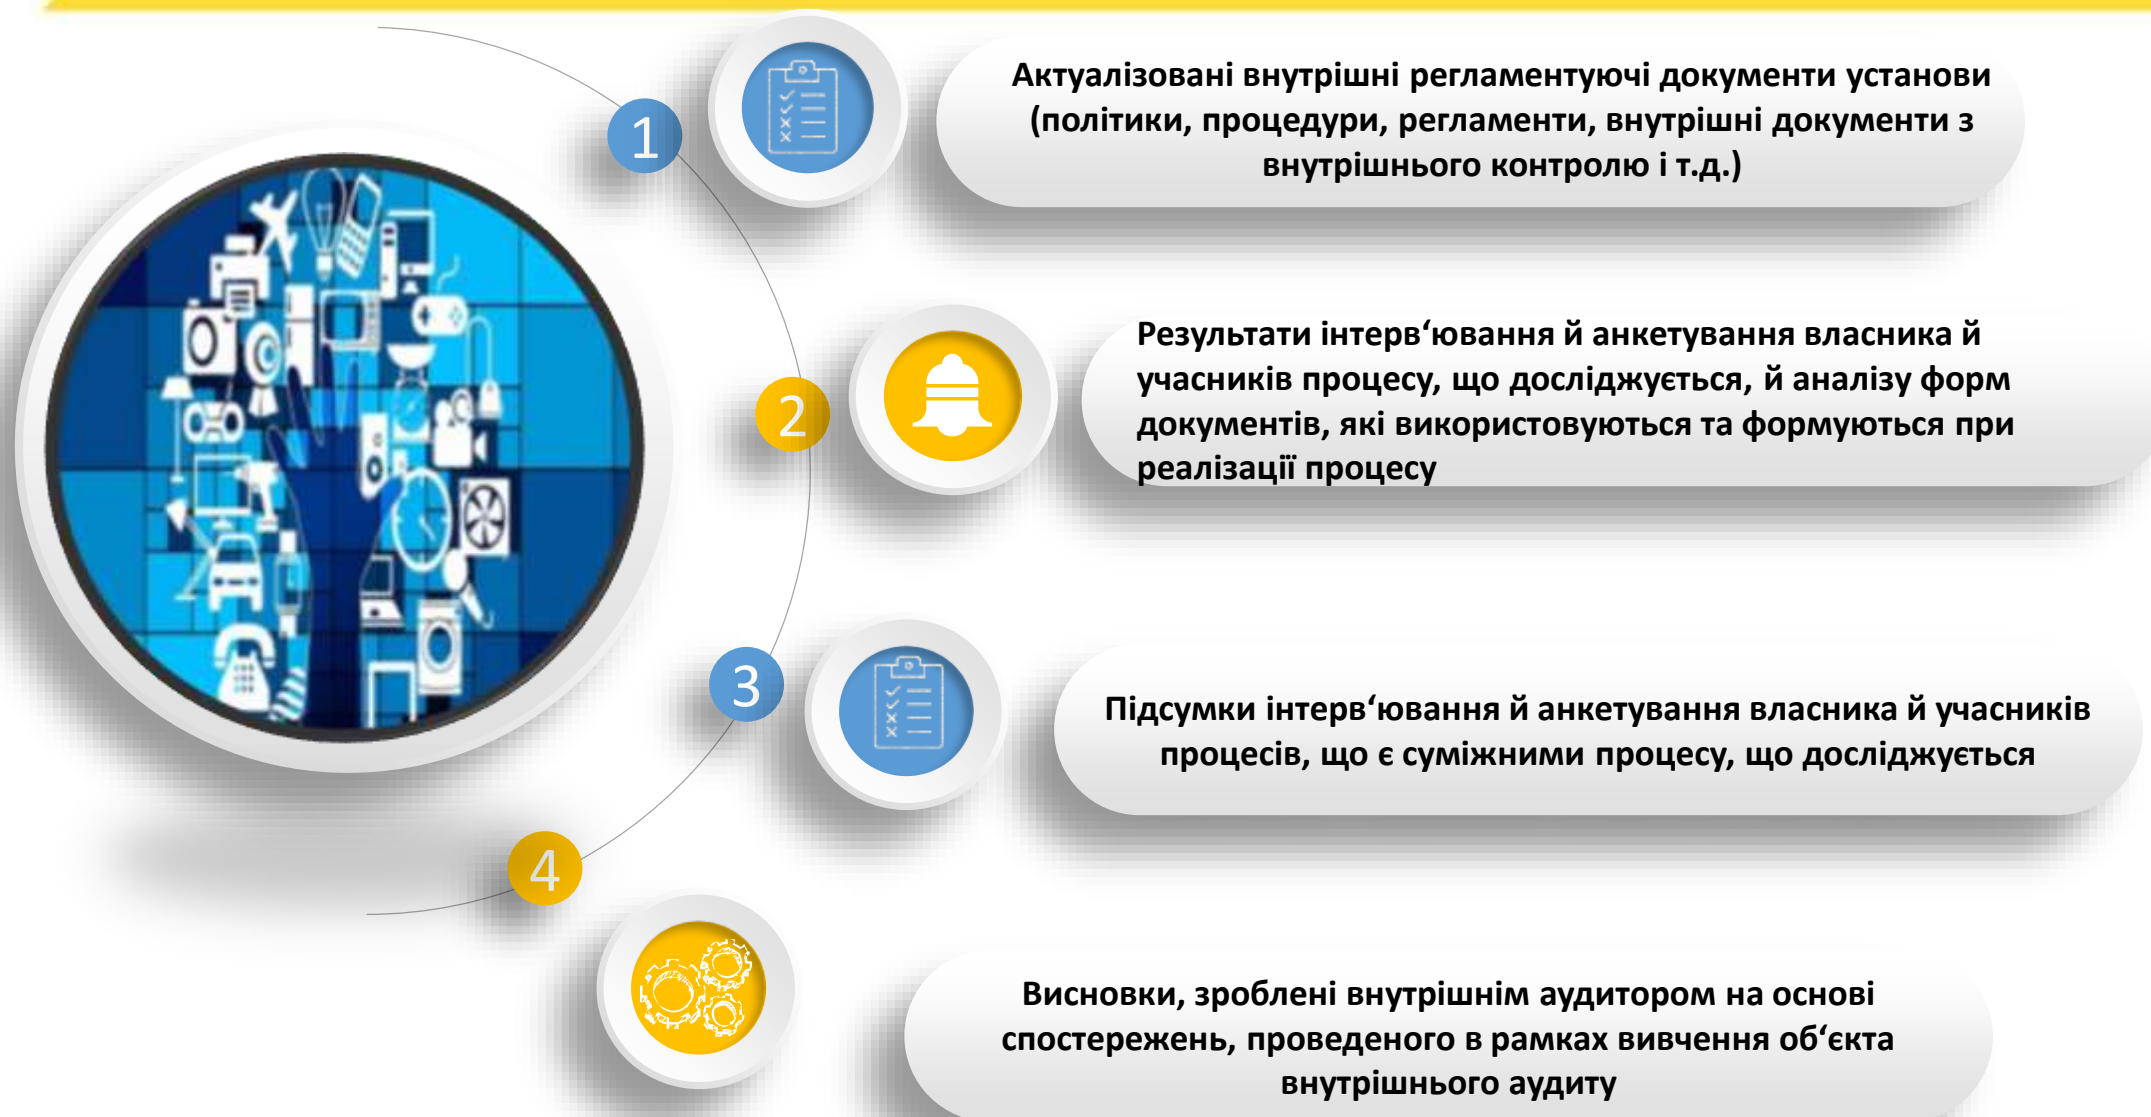 1
Актуалізовані внутрішні регламентуючі документи установи
(політики, процедури, регламенти, внутрішні документи з
внутрішнього контролю і т.д.)
2
Результати інтерв‘ювання й анкетування власника й
учасників процесу, що досліджується, й аналізу форм
документів, які використовуються та формуються при
реалізації процесу
3
Підсумки інтерв‘ювання й анкетування власника й учасників
процесів, що є суміжними процесу, що досліджується
4
Висновки, зроблені внутрішнім аудитором на основі
спостережень, проведеного в рамках вивчення об‘єкта
внутрішнього аудиту